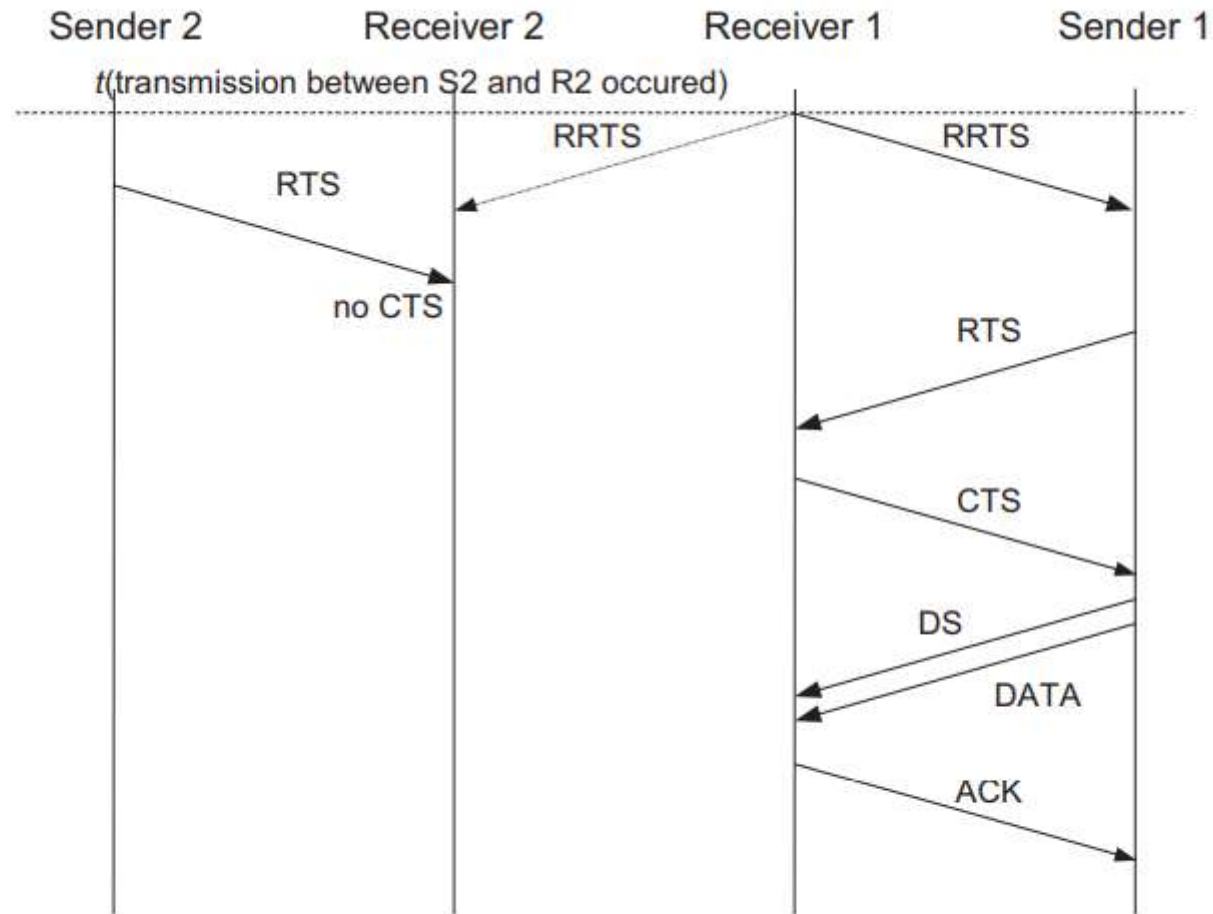 Sender 2 Receiver 2 Receiver 1 Sender 1
t(transmission between S2 and R2 occured)
RRTS RRTS
RTS
no CTS
RTS
CTS
DS
DATA
ACK